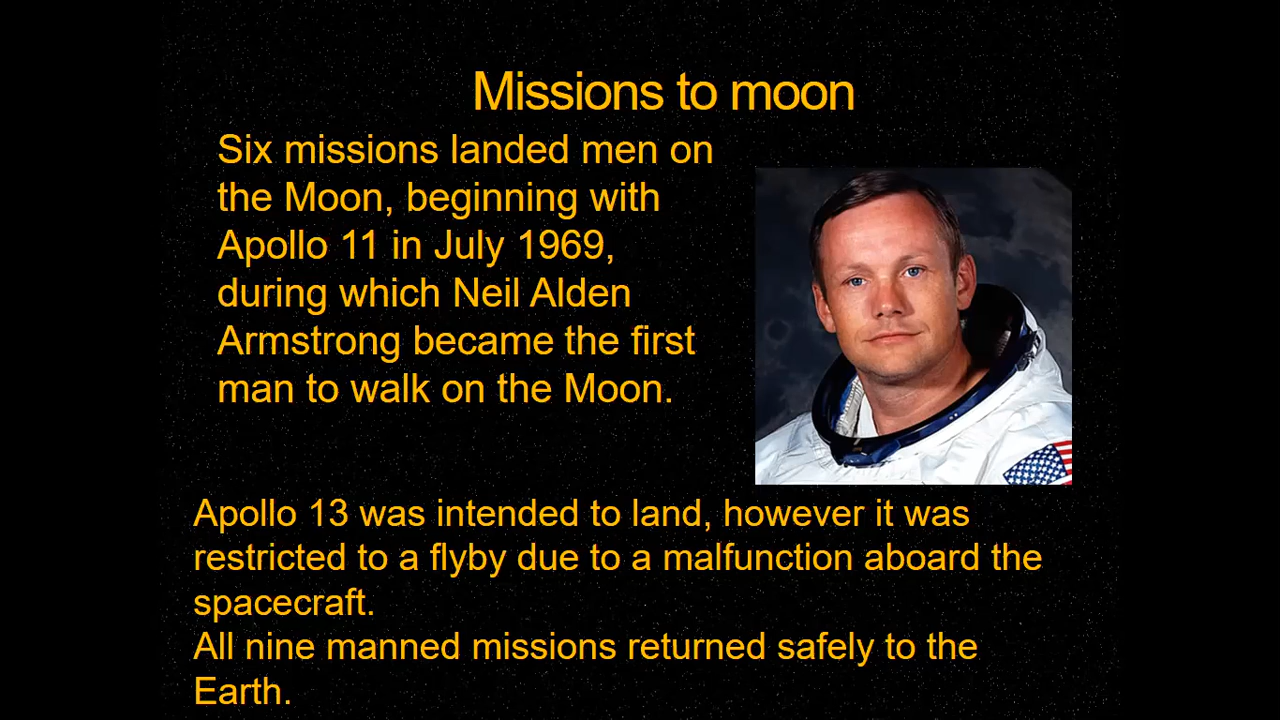 Missions to moon
Six missions landed men on
the Moon, beginning with
Apollo 11 in July 1969,
during which Neil Alden
Armstrong became the first
man to walk on the Moon.
Apollo 13 was intended to land, however it was
restricted to a flyby due to a malfunction aboard the
spacecraft.
All nine manned missions returned safely to the
Earth.